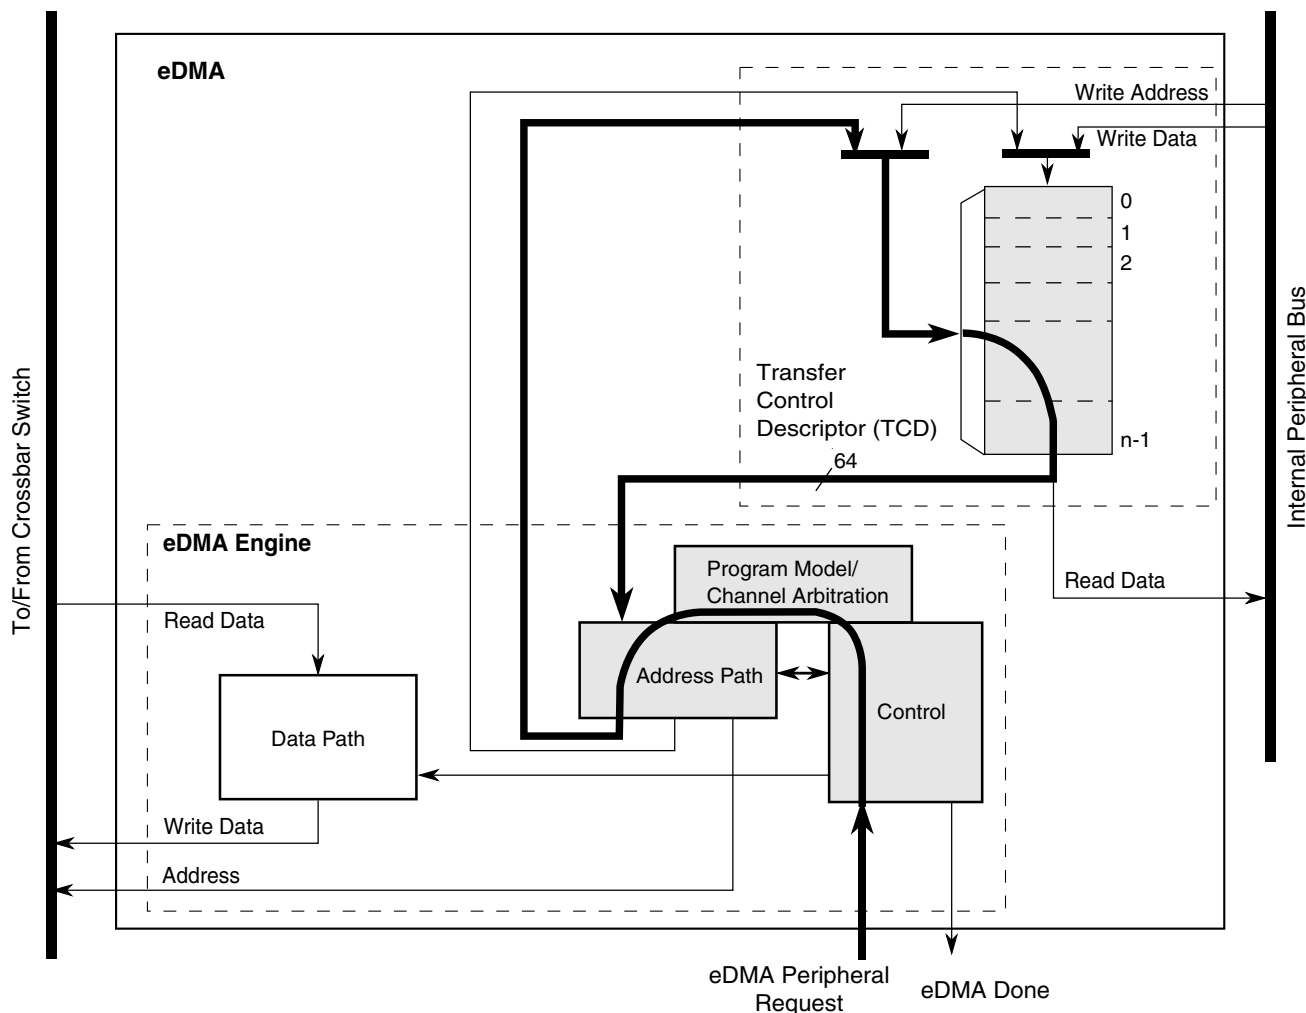 eDMA
Write Address
Write Data
0
1
2
n-1
Transfer
Control
Descriptor (TCD)
64
To/From Crossbar Switch
Internal Peripheral Bus
eDMA Engine
Program Model/
Channel Arbitration
Read Data
Read Data
Address Path
Control
Data Path
Write Data
Address
eDMA Peripheral
Request
eDMA Done